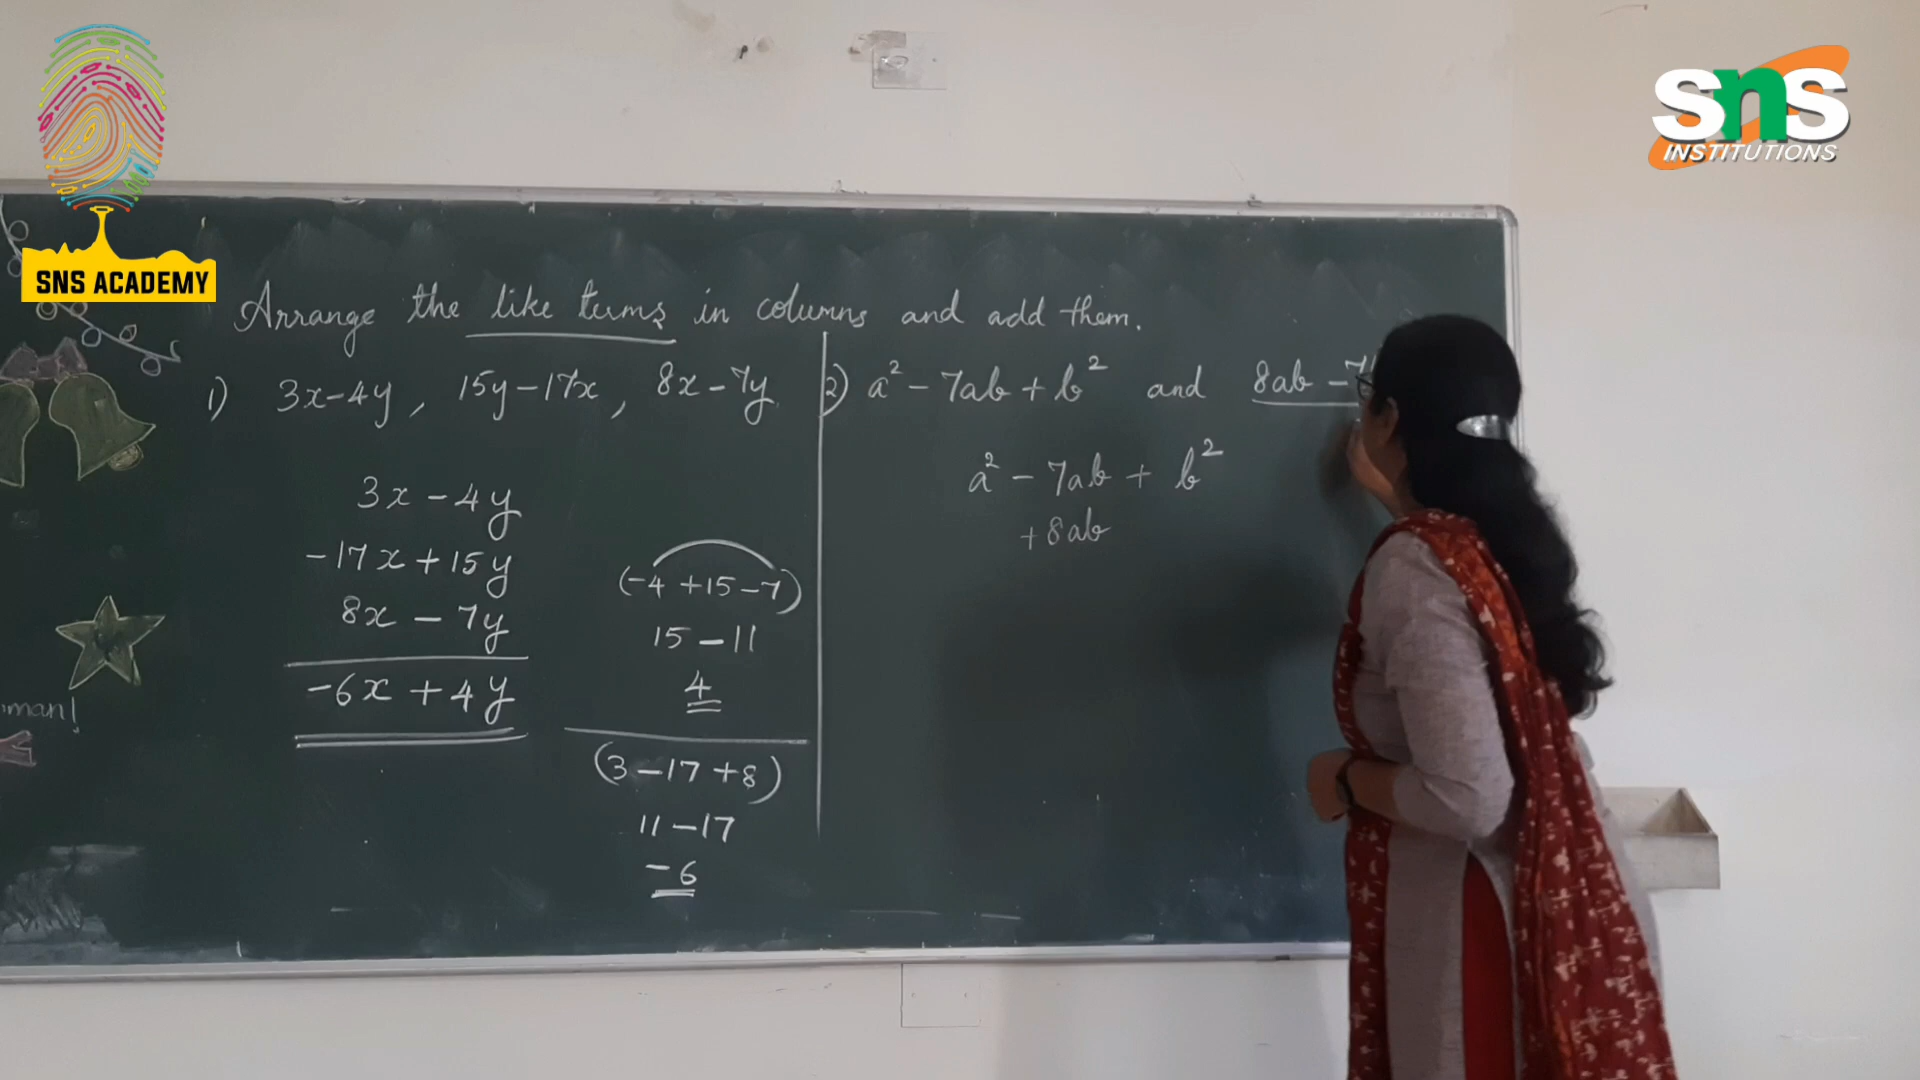 SNS ACADEMY
sns
INSTITUTIONS
Arrange the like terms in columns and add them.
1) 3x-4y, 15y-17x, 8x-7y.
3x-4y
-17x+15y
8x-7y
-6x+4y
(-4+15-7)
15-11
4
(3-17+8)
11-17
-6
2) a²-7ab+b² and 8ab-7
a²-7ab+b²
+8ab